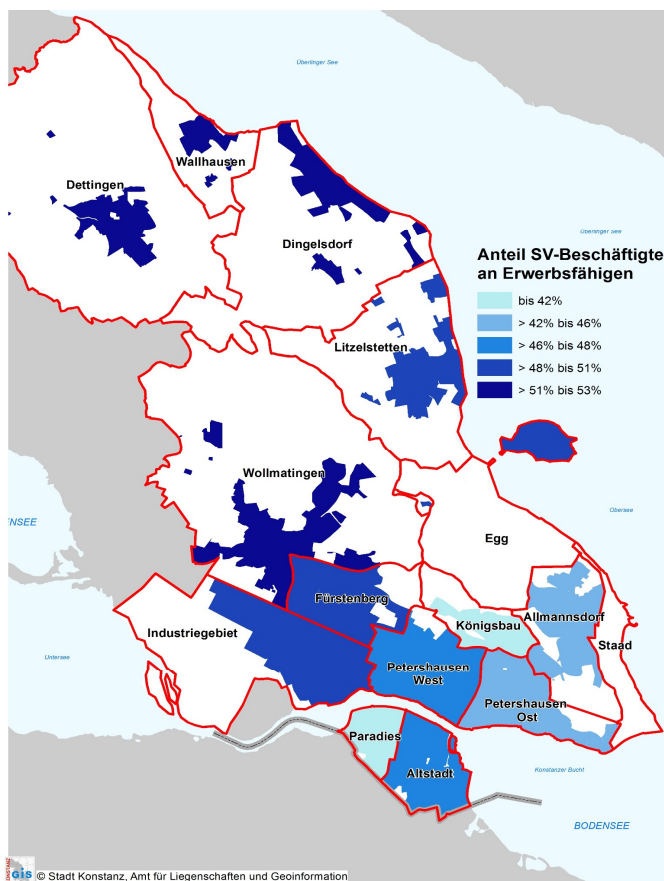 Überlinger See
Wallhausen
Dettingen
Überlinger See
Dingelsdorf
Anteil SV-Beschäftigte
an Erwerbsfähigen
bis 42%
> 42% bis 46%
> 46% bis 48%
> 48% bis 51%
> 51% bis 53%
Litzelstetten
Wollmatingen
Obersee
ENSEE
Egg
Fürstenberg
Industriegebiet
Königsbau
Allmannsdorf
Staad
Untersee
Petershausen
West
Petershausen
Ost
Paradies
Altstadt
Konstanzer Bucht
BODENSEE
GIS © Stadt Konstanz, Amt für Liegenschaften und Geoinformation